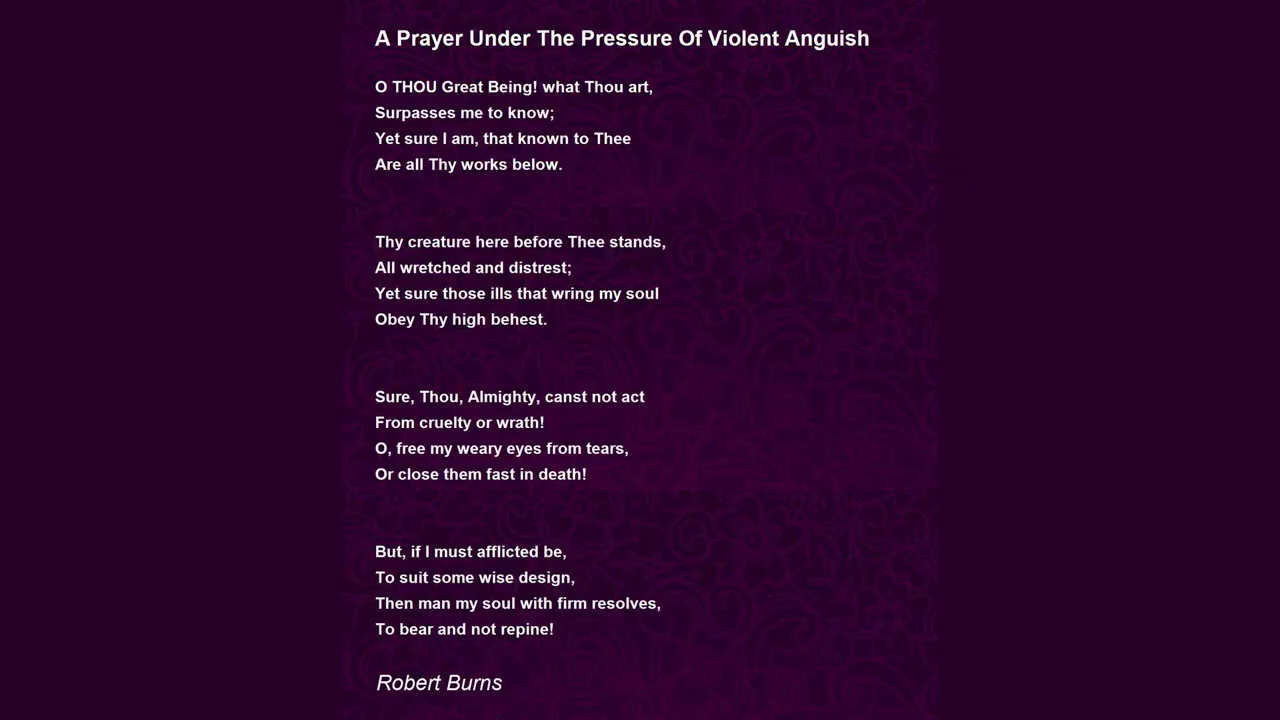 A Prayer Under The Pressure Of Violent Anguish
O THOU Great Being! what Thou art,
Surpasses me to know;
Yet sure I am, that known to Thee
Are all Thy works below.
Thy creature here before Thee stands,
All wretched and distrest;
Yet sure those ills that wring my soul
Obey Thy high behest.
Sure, Thou, Almighty, canst not act
From cruelty or wrath!
O, free my weary eyes from tears,
Or close them fast in death!
But, if I must afflicted be,
To suit some wise design,
Then man my soul with firm resolves,
To bear and not repine!
Robert Burns